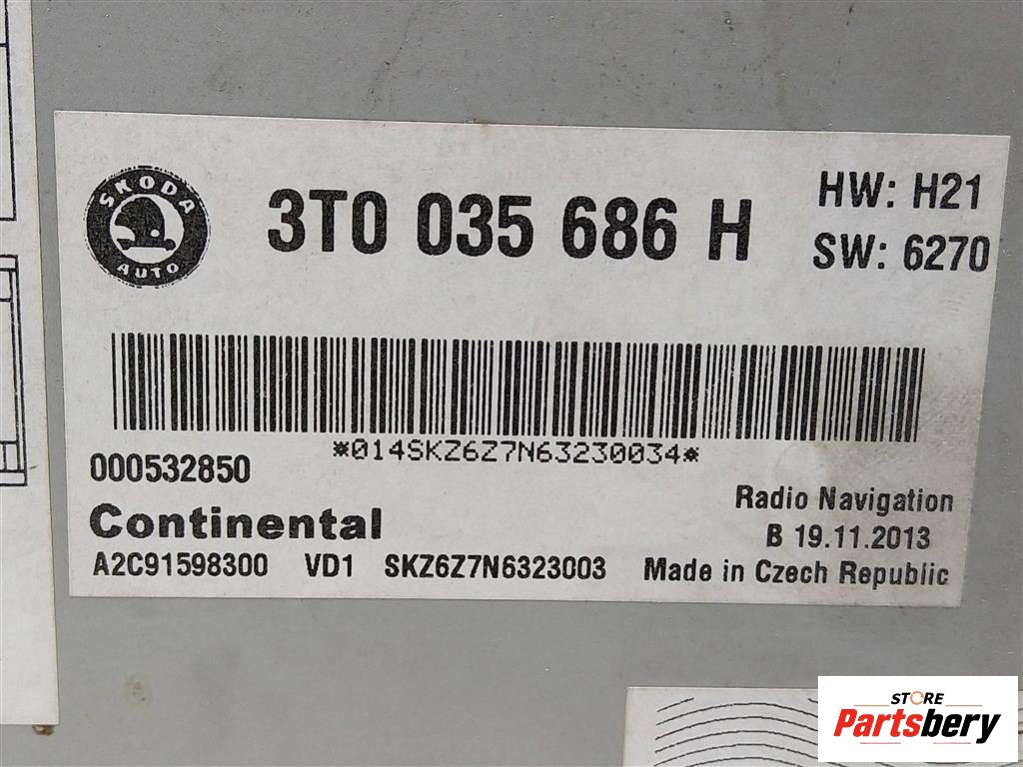 SKODA
AUTO
3T0 035 686 H
HW: H21
SW: 6270
*014SKZ6Z7N63230034*
000532850
Continental
Radio Navigation
B 19.11.2013
A2C91598300 VD1 SKZ6Z7N6323003 Made in Czech Republic
STORE
Partsbery